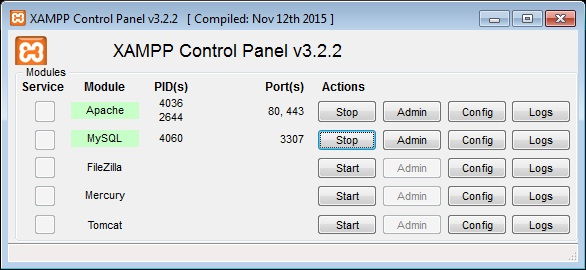 XAMPP Control Panel v3.2.2 [ Compiled: Nov 12th 2015 ]
XAMPP Control Panel v3.2.2
Modules
Service Module PID(s) Port(s) Actions
Apache 4036 2644 80, 443 Stop Admin Config Logs
MySQL 4060 3307 Stop Admin Config Logs
FileZilla Start Admin Config Logs
Mercury Start Admin Config Logs
Tomcat Start Admin Config Logs